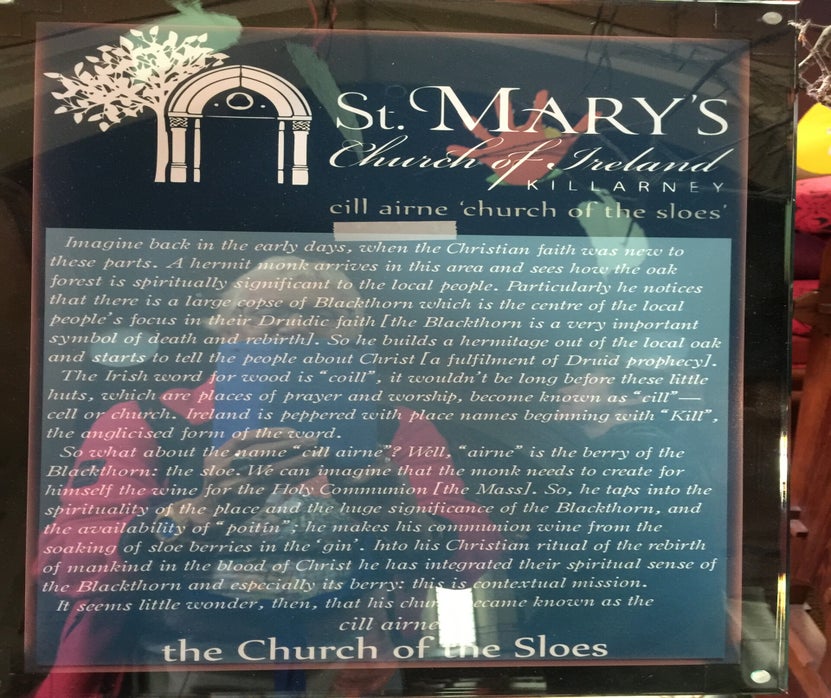 St. MARY'S
Church of Ireland
KILLARNEY
cill airne 'church of the sloes'
Imagine back in the early days, when the Christian faith was new to
these parts. A hermit monk arrives in this area and sees how the oak
forest is spiritually significant to the local people. Particularly he notices
that there is a large copse of Blackthorn which is the centre of the local
people's focus in their Druidic faith [the Blackthorn is a very important
symbol of death and rebirth]. So he builds a hermitage out of the local oak
and starts to tell the people about Christ [a fulfilment of Druid prophecy].
The Irish word for wood is "coill", it wouldn't be long before these little
huts, which are places of prayer and worship, become known as "cill"—
cell or church. Ireland is peppered with place names beginning with "Kill",
the anglicised form of the word.
So what about the name "cill airne"? Well, "airne" is the berry of the
Blackthorn: the sloe. We can imagine that the monk needs to create for
himself the wine for the Holy Communion [the Mass]. So, he taps into the
spirituality of the place and the huge significance of the Blackthorn, and
the availability of "poitín"; he makes his communion wine from the
soaking of sloe berries in the 'gin'. Into his Christian ritual of the rebirth
of mankind in the blood of Christ he has integrated their spiritual sense of
the Blackthorn and especially its berry: this is contextual mission.
It seems little wonder, then, that his became known as the
cill airne
the Church of the Sloes